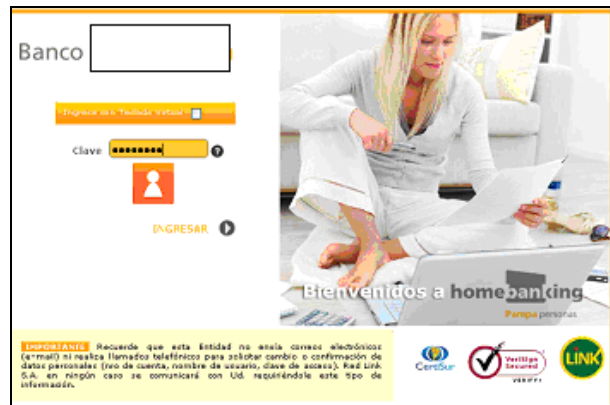 Banco
Ingrese con Teclado Virtual
Clave
INGRESAR
Bienvenidos a homebanking
Pampa personas
IMPORTANTE Recuerde que esta Entidad no envía correos electrónicos
(e-mail) ni realiza llamados telefónicos para solicitar cambio o confirmación de
datos personales (nro de cuenta, nombre de usuario, clave de acceso). Red Link
S.A. en ningún caso se comunicará con Ud. requiriéndole este tipo de
información.
CertiSur
VeriSign
Secured
VERIFY
LINK